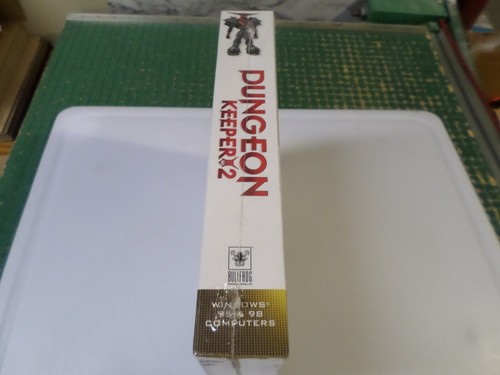 DUNGEON
KEEPER 2
BULLFROG
WINDOWS®
95 & 98
COMPUTERS